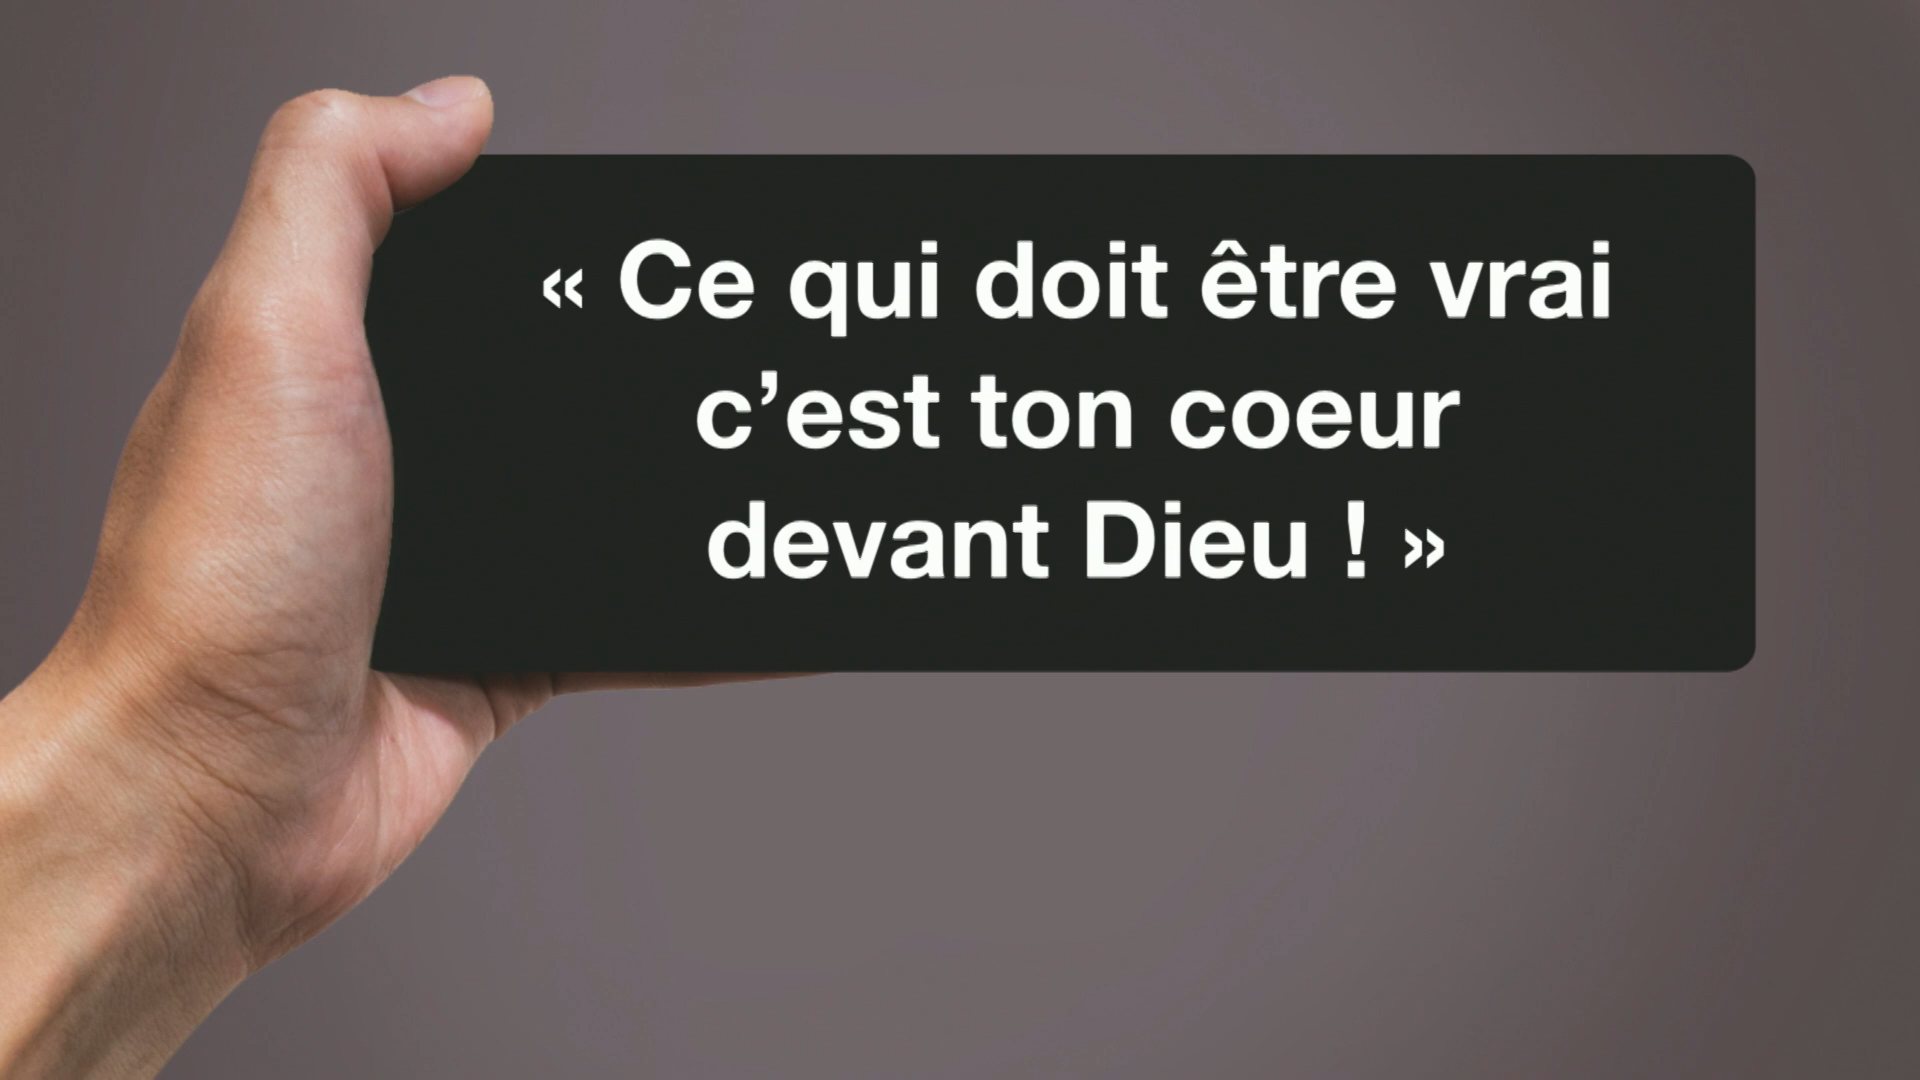 « Ce qui doit être vrai
c’est ton coeur
devant Dieu ! »